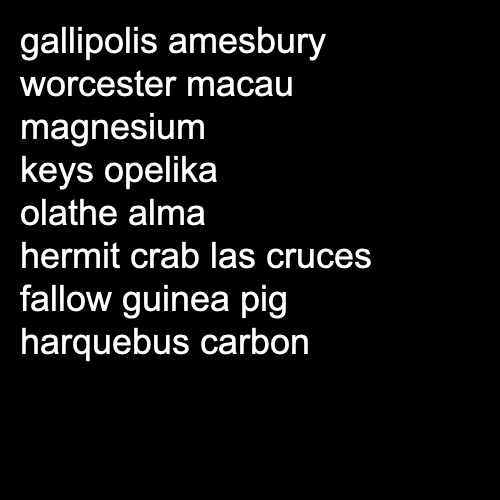 gallipolis amesbury
worcester macau
magnesium
keys opelika
olathe alma
hermit crab las cruces
fallow guinea pig
harquebus carbon